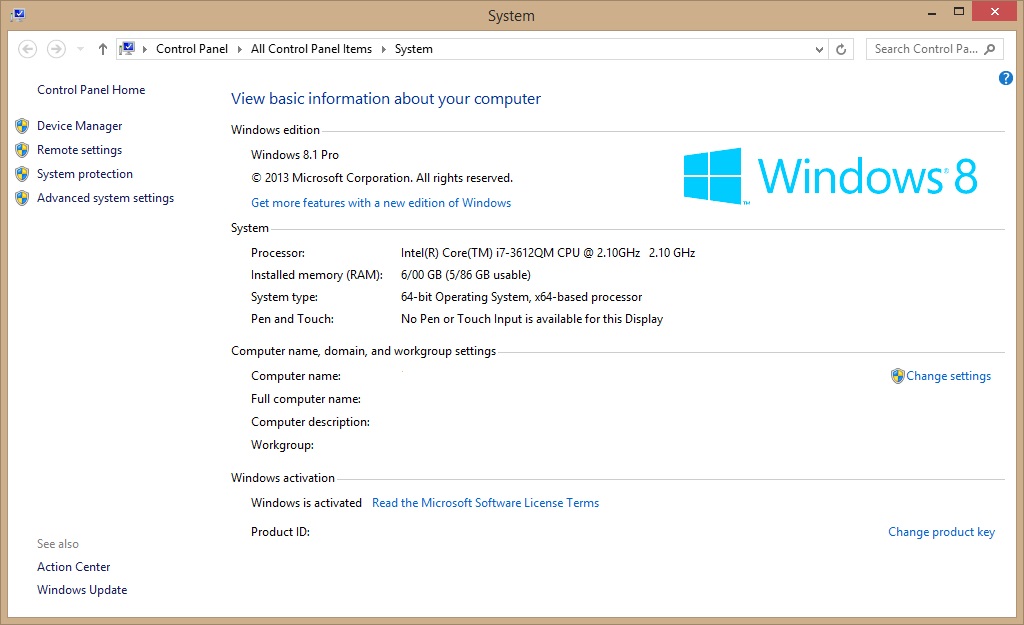 System
Control Panel All Control Panel Items System
Search Control Pa...
Control Panel Home
Device Manager
Remote settings
System protection
Advanced system settings
See also
Action Center
Windows Update
View basic information about your computer
Windows edition
Windows 8.1 Pro
© 2013 Microsoft Corporation. All rights reserved.
Get more features with a new edition of Windows
Windows® 8
™
System
Processor: Intel(R) Core(TM) i7-3612QM CPU @ 2.10GHz 2.10 GHz
Installed memory (RAM): 6/00 GB (5/86 GB usable)
System type: 64-bit Operating System, x64-based processor
Pen and Touch: No Pen or Touch Input is available for this Display
Computer name, domain, and workgroup settings
Computer name:
Change settings
Full computer name:
Computer description:
Workgroup:
Windows activation
Windows is activated Read the Microsoft Software License Terms
Product ID:
Change product key